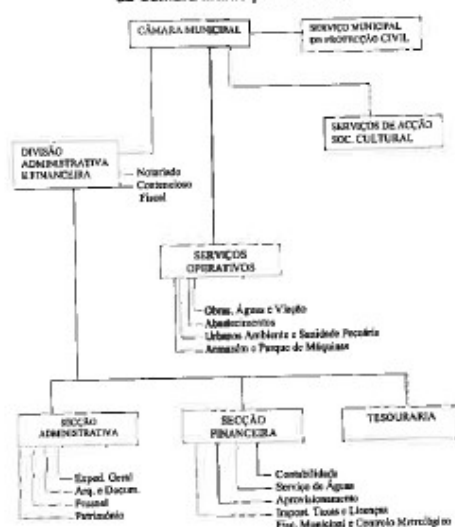 CÂMARA MUNICIPAL
SERVIÇO MUNICIPAL
DA PROTECÇÃO CIVIL
SERVIÇOS DE ACÇÃO
SOC. CULTURAL
DIVISÃO
ADMINISTRATIVA
E FINANCEIRA
Notariado
Contencioso
Fiscal
SERVIÇOS
OPERATIVOS
Obras, Águas e Viação
Abastecimentos
Urbanos Ambiente e Sanidade Pecuária
Armazém e Parque de Máquinas
SECÇÃO
ADMINISTRATIVA
SECÇÃO
FINANCEIRA
TESOURARIA
Exped. Geral
Arq. e Docum.
Pessoal
Património
Contabilidade
Serviço de Águas
Aprovisionamento
Impost. Taxas e Licenças
Fisc. Municipal e Controlo Metrológico